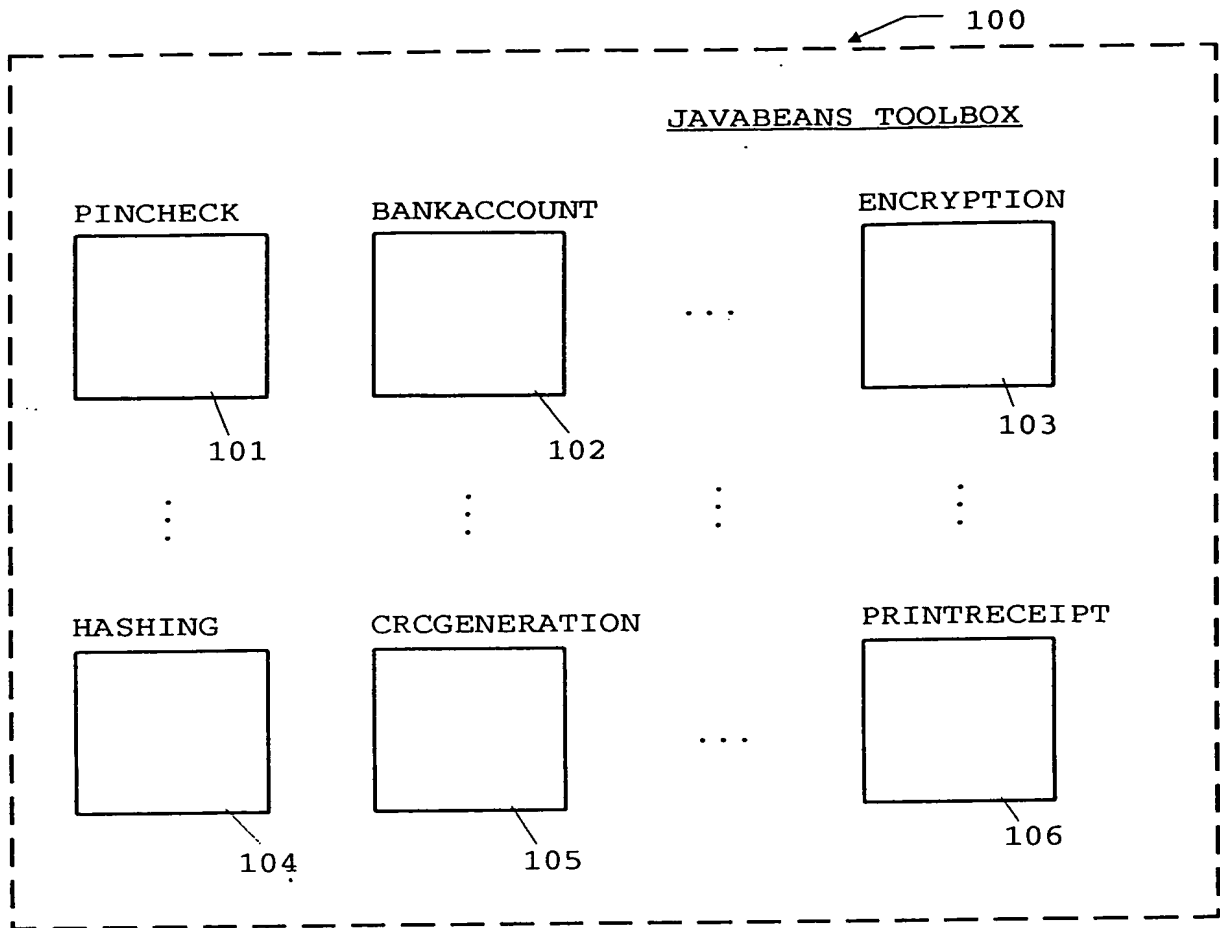 100
JAVABEANS TOOLBOX
PINCHECK
BANKACCOUNT
ENCRYPTION
...
101
102
103
HASHING
CRCGENERATION
PRINTRECEIPT
...
104
105
106